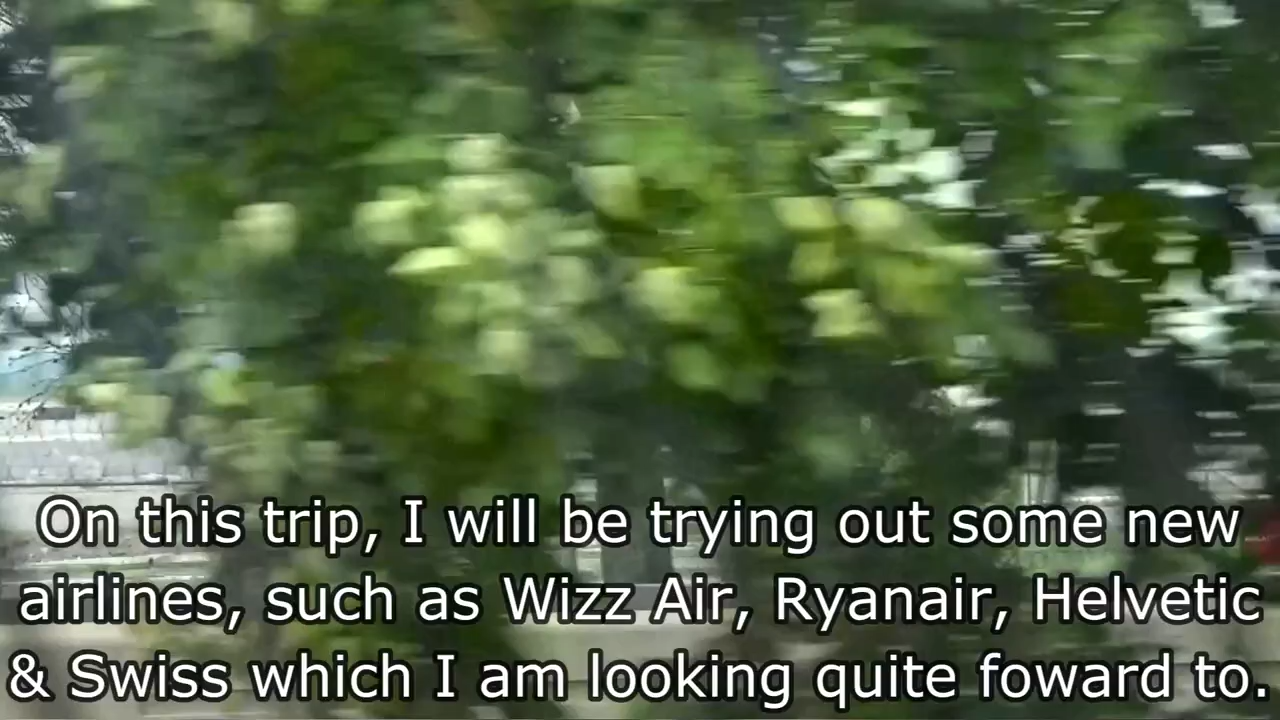 On this trip, I will be trying out some new
airlines, such as Wizz Air, Ryanair, Helvetic
& Swiss which I am looking quite foward to.